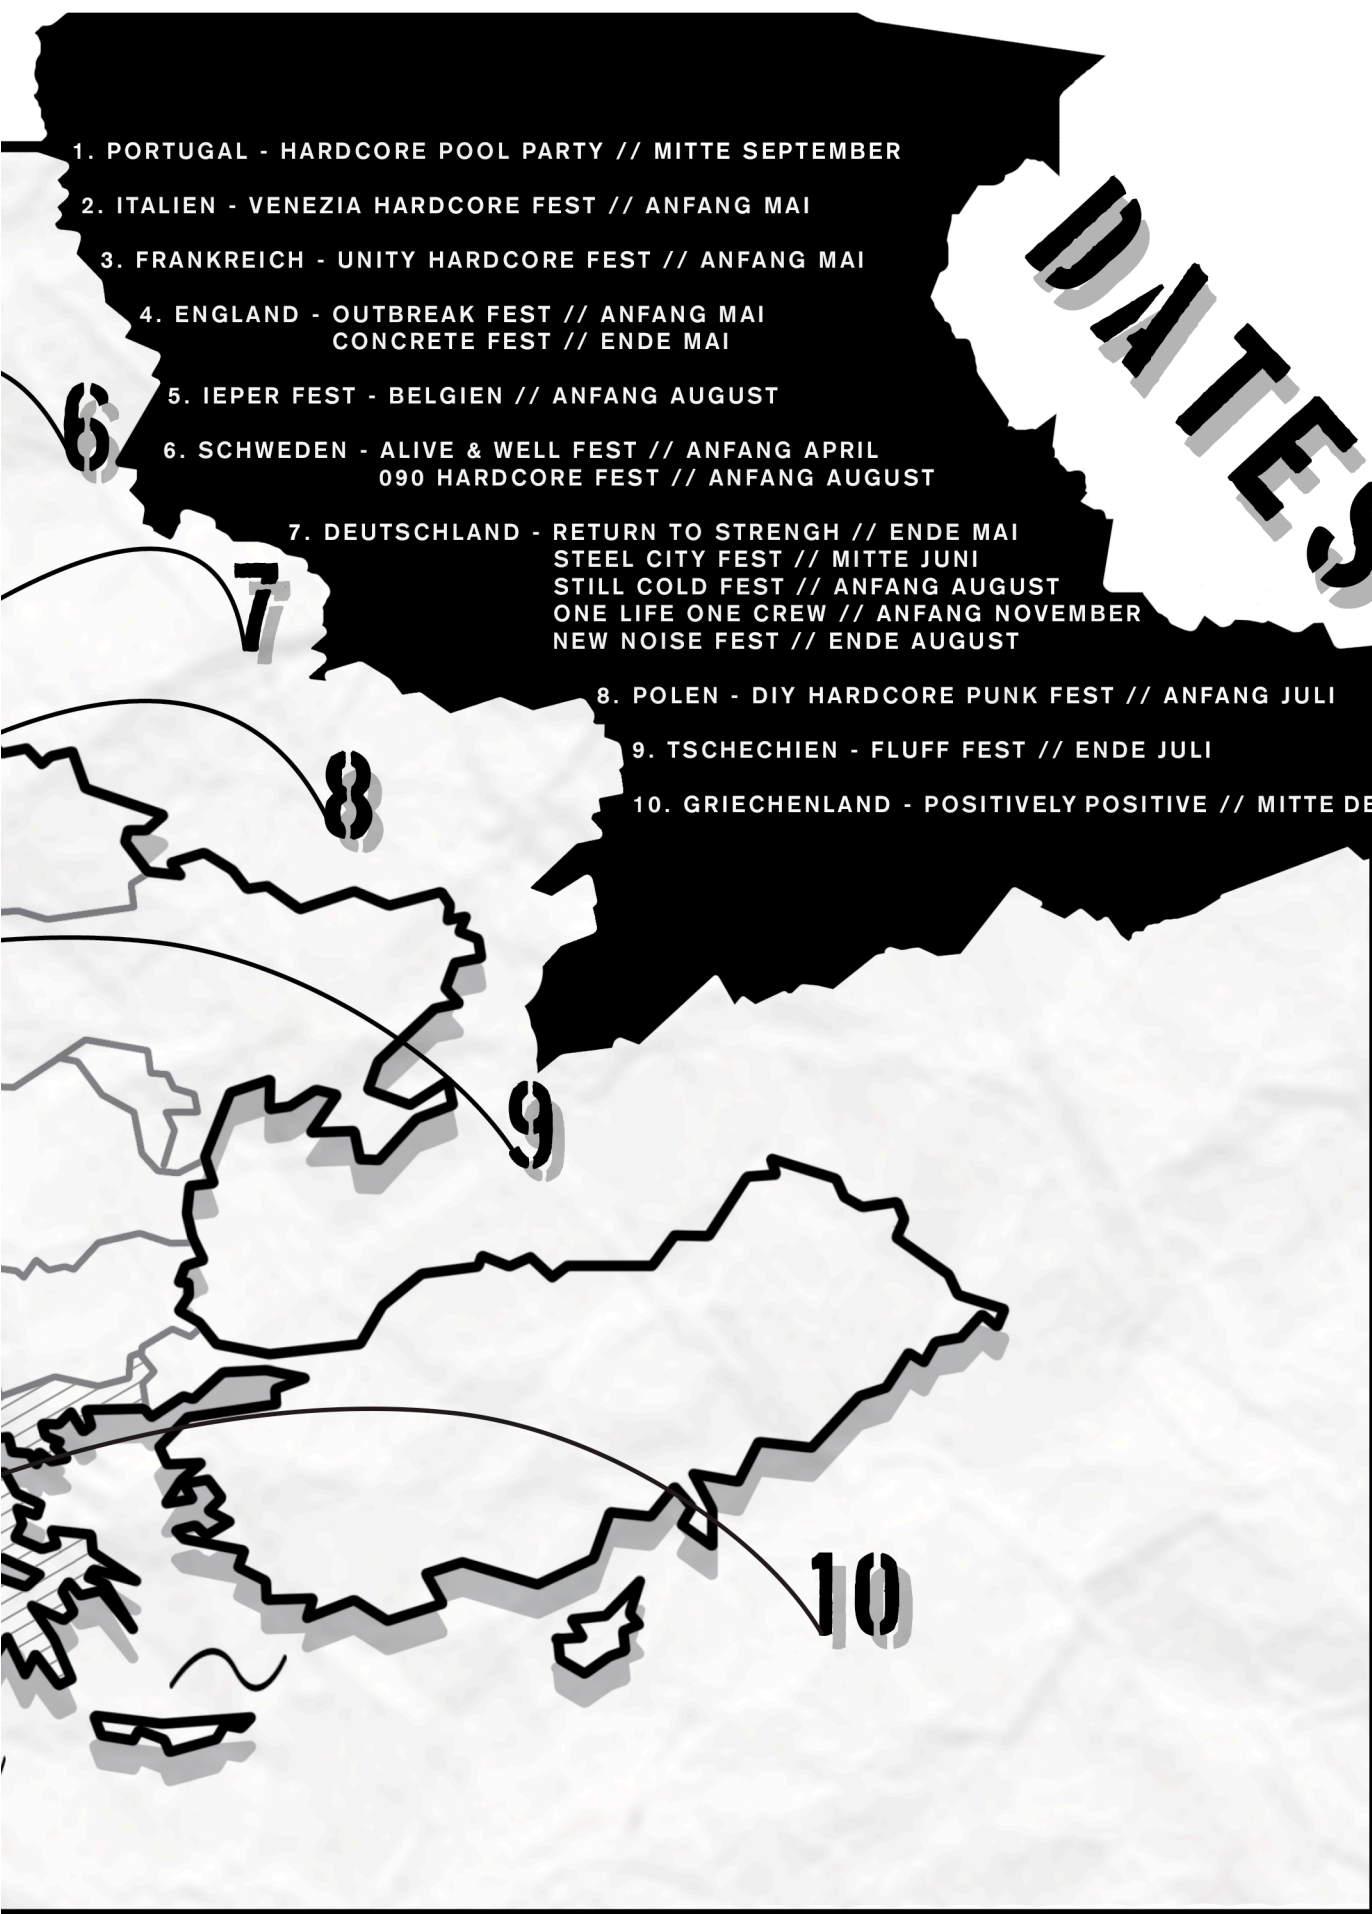 1. PORTUGAL - HARDCORE POOL PARTY // MITTE SEPTEMBER
2. ITALIEN - VENEZIA HARDCORE FEST // ANFANG MAI
3. FRANKREICH - UNITY HARDCORE FEST // ANFANG MAI
4. ENGLAND - OUTBREAK FEST // ANFANG MAI
CONCRETE FEST // ENDE MAI
5. IEPER FEST - BELGIEN // ANFANG AUGUST
6. SCHWEDEN - ALIVE & WELL FEST // ANFANG APRIL
090 HARDCORE FEST // ANFANG AUGUST
7. DEUTSCHLAND - RETURN TO STRENGH // ENDE MAI
STEEL CITY FEST // MITTE JUNI
STILL COLD FEST // ANFANG AUGUST
ONE LIFE ONE CREW // ANFANG NOVEMBER
NEW NOISE FEST // ENDE AUGUST
8. POLEN - DIY HARDCORE PUNK FEST // ANFANG JULI
9. TSCHECHIEN - FLUFF FEST // ENDE JULI
10. GRIECHENLAND - POSITIVELY POSITIVE // MITTE
DATES
6
7
8
9
10